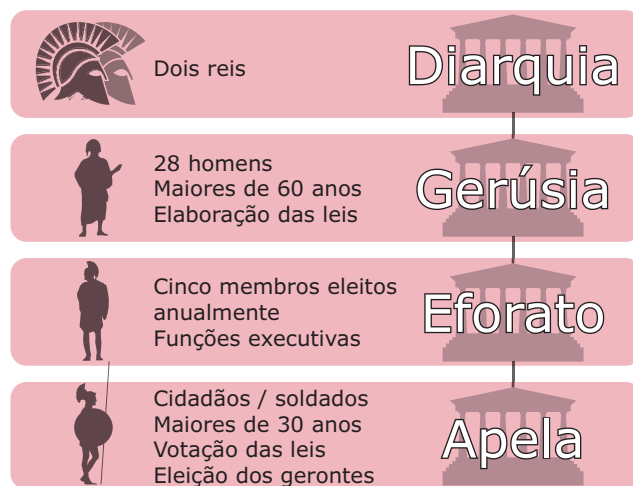 Dois reis
Diarquia
28 homens
Maiores de 60 anos
Elaboração das leis
Gerúsia
Cinco membros eleitos
anualmente
Funções executivas
Eforato
Cidadãos / soldados
Maiores de 30 anos
Votação das leis
Eleição dos gerontes
Apela